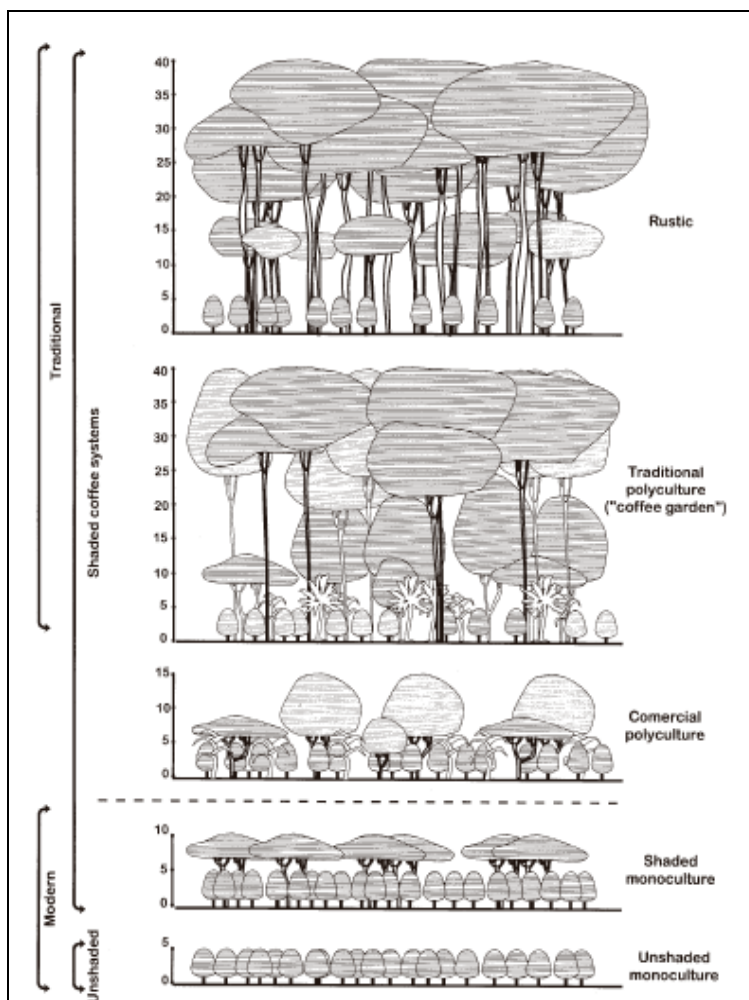 40
35
30
25
20
15
10
5
0
Rustic
40
35
30
25
20
15
10
5
0
Traditional
polyculture
("coffee garden")
15
10
5
0
Comercial
polyculture
10
5
0
Shaded
monoculture
5
0
Unshaded
monoculture
Traditional
Shaded coffee systems
Modern
Unshaded